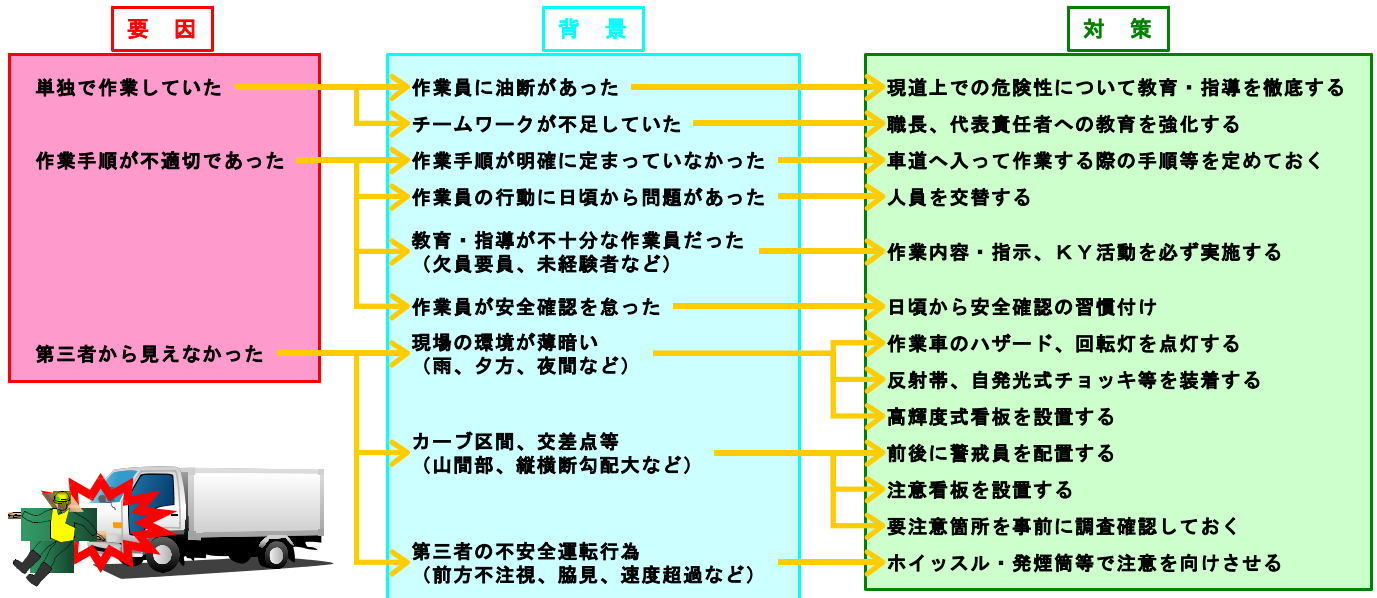 要　因
背　景
対　策
単独で作業していた
作業員に油断があった
現道上での危険性について教育・指導を徹底する
チームワークが不足していた
職長、代表責任者への教育を強化する
作業手順が不適切であった
作業手順が明確に定まっていなかった
車道へ入って作業する際の手順等を定めておく
作業員の行動に日頃から問題があった
人員を交替する
教育・指導が不十分な作業員だった
（欠員要員、未経験者など）
作業内容・指示、ＫＹ活動を必ず実施する
作業員が安全確認を怠った
日頃から安全確認の習慣付け
第三者から見えなかった
現場の環境が薄暗い
（雨、夕方、夜間など）
作業車のハザード、回転灯を点灯する
反射帯、自発光式チョッキ等を装着する
高輝度式看板を設置する
カーブ区間、交差点等
（山間部、縦横断勾配大など）
前後に警戒員を配置する
注意看板を設置する
要注意箇所を事前に調査確認しておく
第三者の不安全運転行為
（前方不注視、脇見、速度超過など）
ホイッスル・発煙筒等で注意を向けさせる